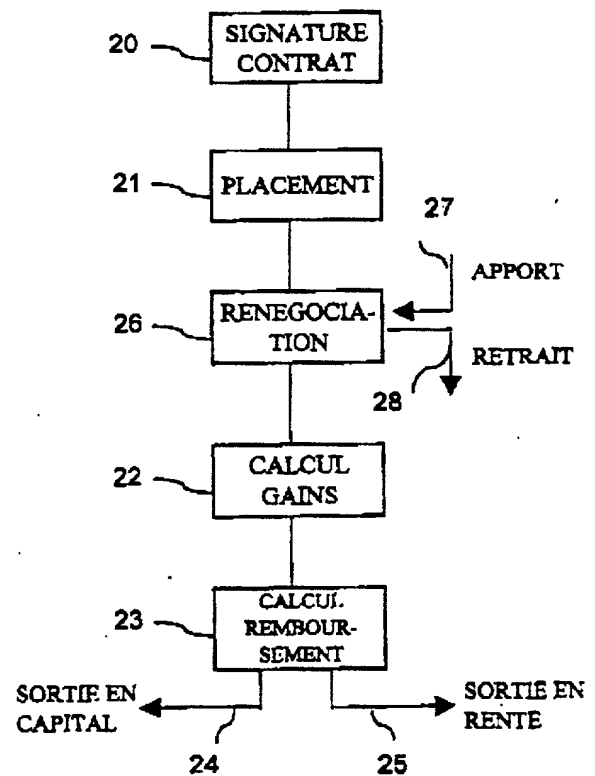 20
SIGNATURE
CONTRAT
21
PLACEMENT
27
APPORT
26
RENEGOCIA-
TION
RETRAIT
28
22
CALCUL
GAINS
23
CALCUL
REMBOUR-
SEMENT
SORTIE EN
CAPITAL
SORTIE EN
RENTE
24
25